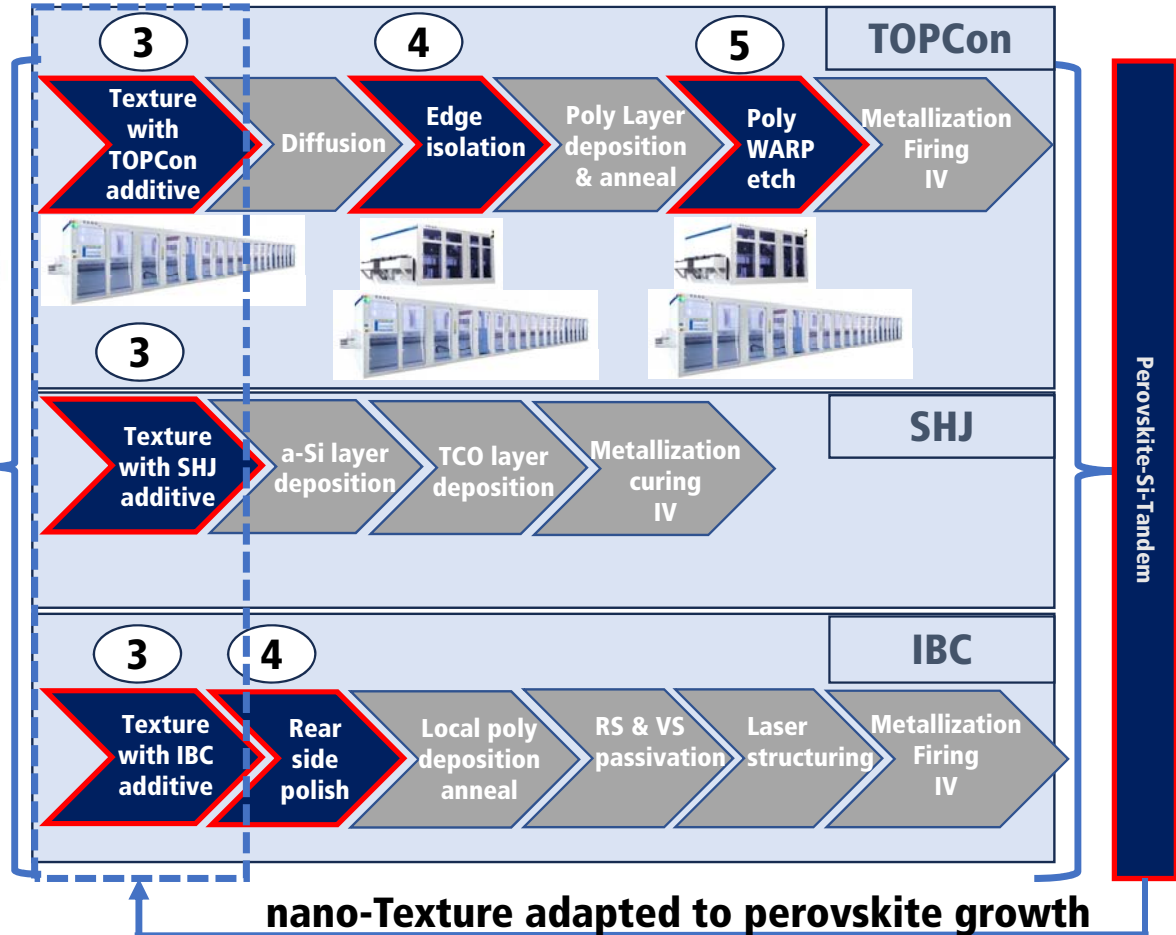 3
4
5
TOPCon
Texture
with
TOPCon
additive
Diffusion
Edge
isolation
Poly Layer
deposition
& anneal
Poly
WARP
etch
Metallization
Firing
IV
3
SHJ
Texture
with SHJ
additive
a-Si layer
deposition
TCO layer
deposition
Metallization
curing
IV
3
4
IBC
Texture
with IBC
additive
Rear
side
polish
Local poly
deposition
anneal
RS & VS
passivation
Laser
structuring
Metallization
Firing
IV
Perovskite-Si-Tandem
nano-Texture adapted to perovskite growth